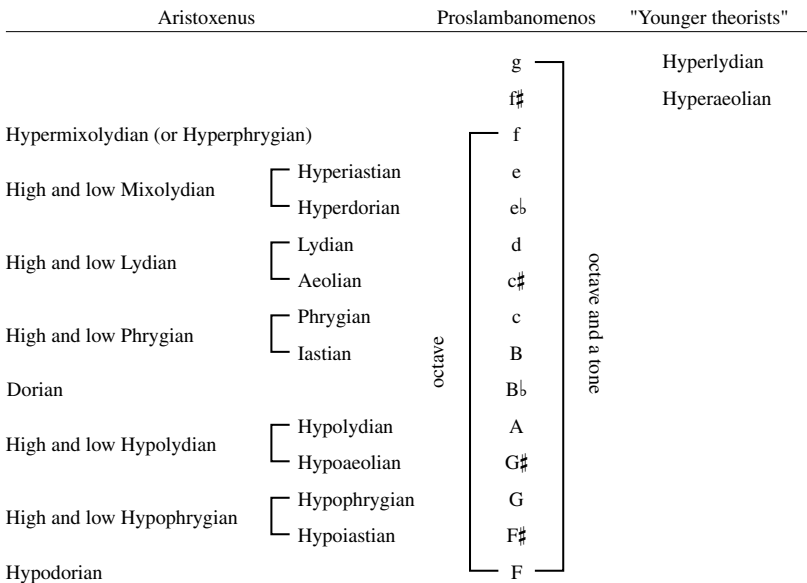 Aristoxenus Proslambanomenos "Younger theorists"
g Hyperlydian
f♯ Hyperaeolian
Hypermixolydian (or Hyperphrygian) f
High and low Mixolydian
Hyperiastian e
Hyperdorian e♭
High and low Lydian
Lydian d
Aeolian c♯
High and low Phrygian
Phrygian c
Iastian B
Dorian B♭
High and low Hypolydian
Hypolydian A
Hypoaeolian G♯
High and low Hypophrygian
Hypophrygian G
Hypoiastian F♯
Hypodorian F
octave
octave and a tone